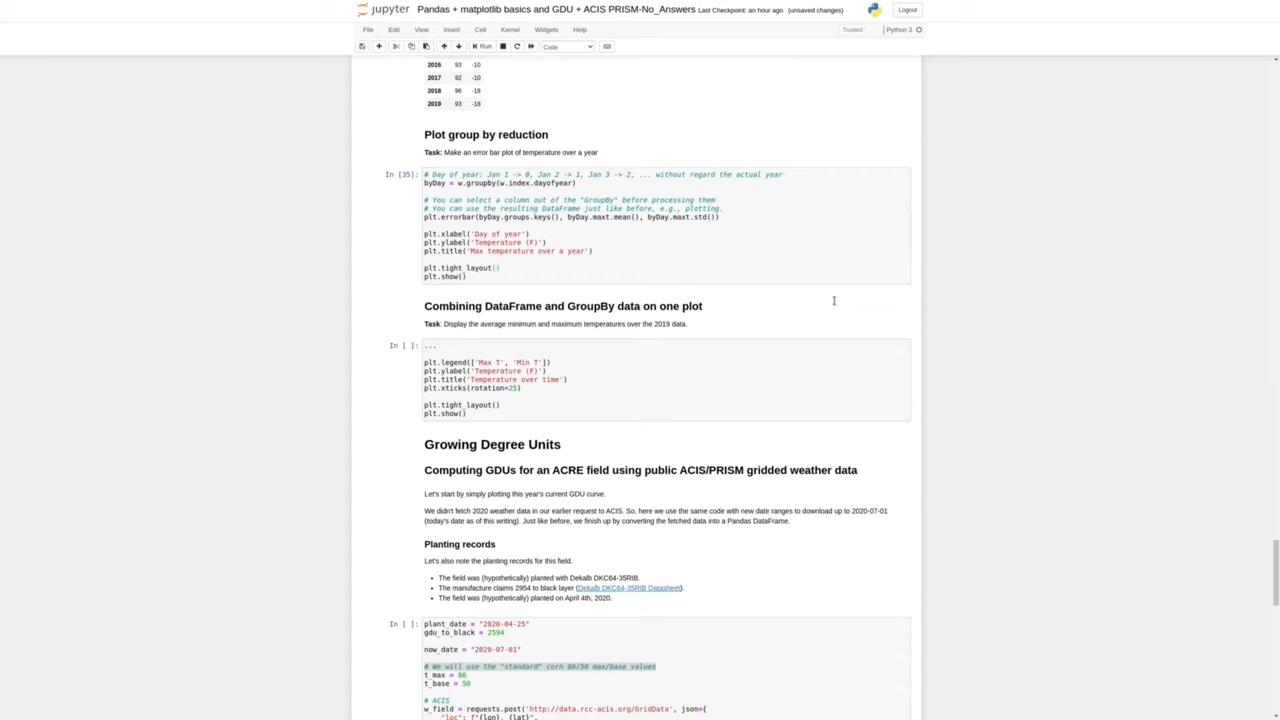 jupyter Pandas + matplotlib basics and GDU + ACIS PRISM-No_Answers Last Checkpoint: an hour ago (unsaved changes) Logout
File Edit View Insert Cell Kernel Widgets Help Trusted Python 3
Run Code
2016 93 -10
2017 92 -10
2018 96 -18
2019 93 -18
Plot group by reduction
Task: Make an error bar plot of temperature over a year
In [35]: # Day of year: Jan 1 -> 0, Jan 2 -> 1, Jan 3 -> 2, ... without regard the actual year
byDay = w.groupby(w.index.dayofyear)
# You can select a column out of the "GroupBy" before processing them
# You can use the resulting DataFrame just like before, e.g., plotting.
plt.errorbar(byDay.groups.keys(), byDay.maxt.mean(), byDay.maxt.std())
plt.xlabel('Day of year')
plt.ylabel('Temperature (F)')
plt.title('Max temperature over a year')
plt.tight_layout()
plt.show()
Combining DataFrame and GroupBy data on one plot
Task: Display the average minimum and maximum temperatures over the 2019 data.
In [ ]: ...
plt.legend(['Max T', 'Min T'])
plt.ylabel('Temperature (F)')
plt.title('Temperature over time')
plt.xticks(rotation=25)
plt.tight_layout()
plt.show()
Growing Degree Units
Computing GDUs for an ACRE field using public ACIS/PRISM gridded weather data
Let's start by simply plotting this year's current GDU curve.
We didn't fetch 2020 weather data in our earlier request to ACIS. So, here we use the same code with new date ranges to download up to 2020-07-01
(today's date as of this writing). Just like before, we finish up by converting the fetched data into a Pandas DataFrame.
Planting records
Let's also note the planting records for this field.
• The field was (hypothetically) planted with Dekalb DKC64-35RIB.
• The manufacture claims 2954 to black layer (Dekalb DKC64-35RIB Datasheet).
• The field was (hypothetically) planted on April 4th, 2020.
In [ ]: plant_date = "2020-04-25"
gdu_to_black = 2594
now_date = "2020-07-01"
# We will use the "standard" corn 86/50 max/base values
t_max = 86
t_base = 50
# ACIS
w_field = requests.post('http://data.rcc-acis.org/GridData', json={
"loc": f"{lon}, {lat}",